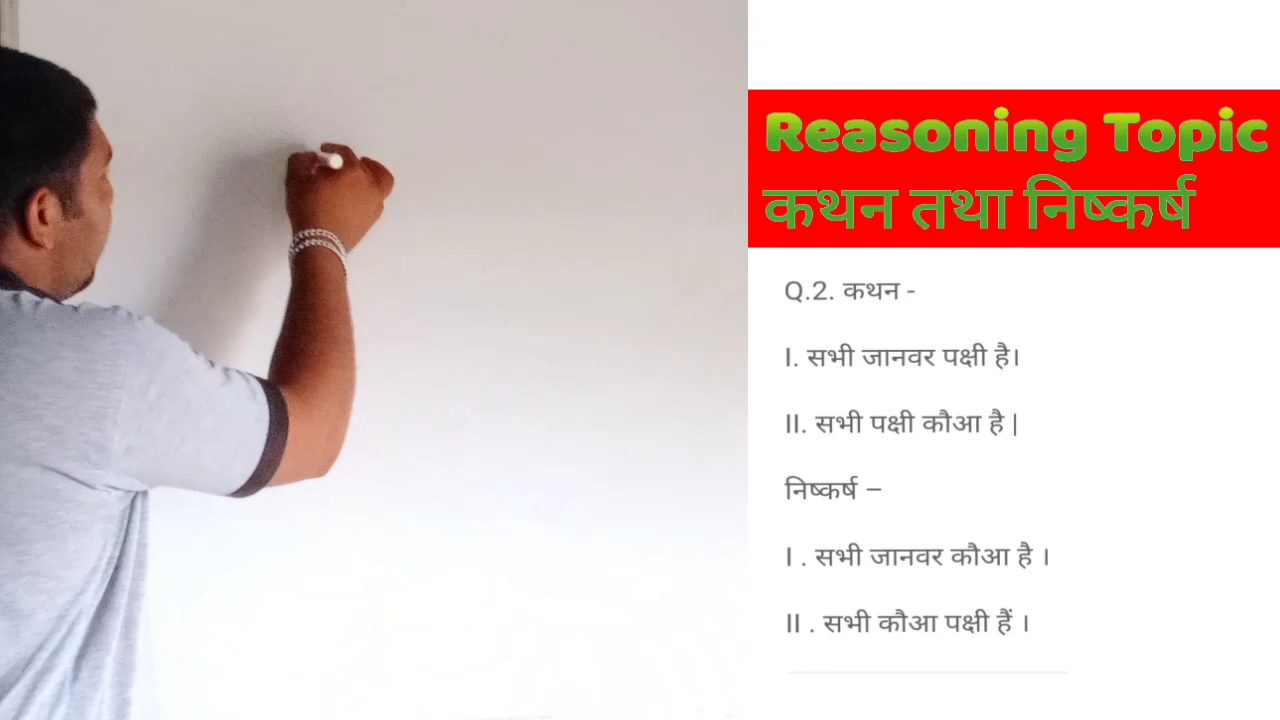 Reasoning Topic
कथन तथा निष्कर्ष
Q.2. कथन -
I. सभी जानवर पक्षी है।
II. सभी पक्षी कौआ है |
निष्कर्ष –
I . सभी जानवर कौआ है ।
II . सभी कौआ पक्षी हैं ।